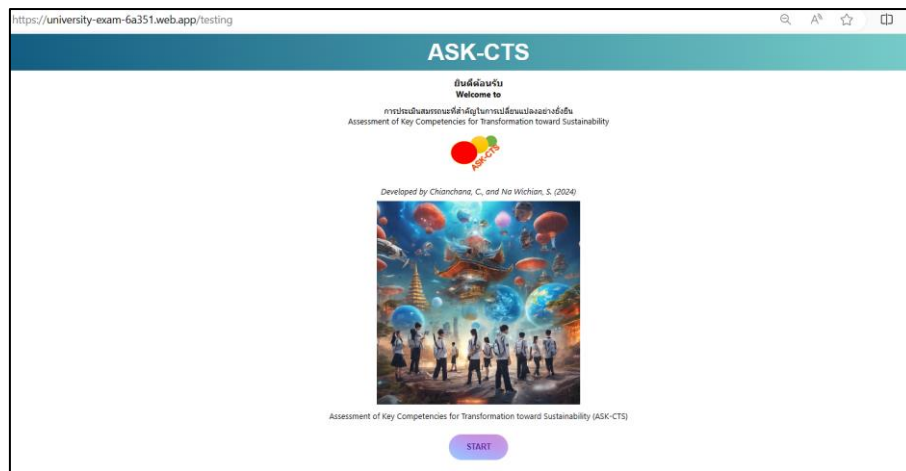 https://university-exam-6a351.web.app/testing
ASK-CTS
ยินดีต้อนรับ
Welcome to
การประเมินสมรรถนะที่สำคัญในการเปลี่ยนแปลงอย่างยั่งยืน
Assessment of Key Competencies for Transformation toward Sustainability
ASK-CTS
Developed by Chianchana, C., and Na Wichian, S. (2024)
Assessment of Key Competencies for Transformation toward Sustainability (ASK-CTS)
START